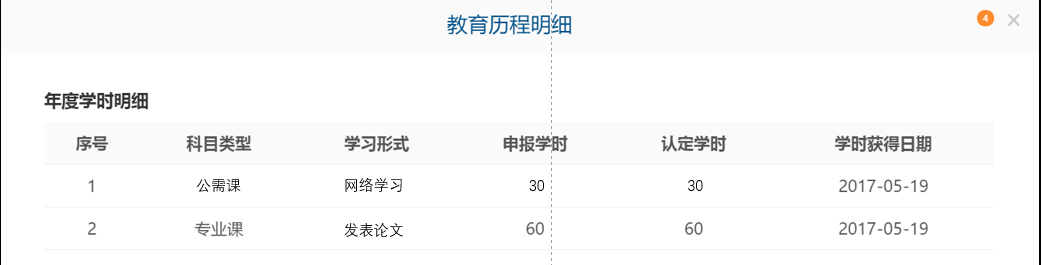 教育历程明细
4 ×
年度学时明细
序号 科目类型 学习形式 申报学时 认定学时 学时获得日期
1 公需课 网络学习 30 30 2017-05-19
2 专业课 发表论文 60 60 2017-05-19